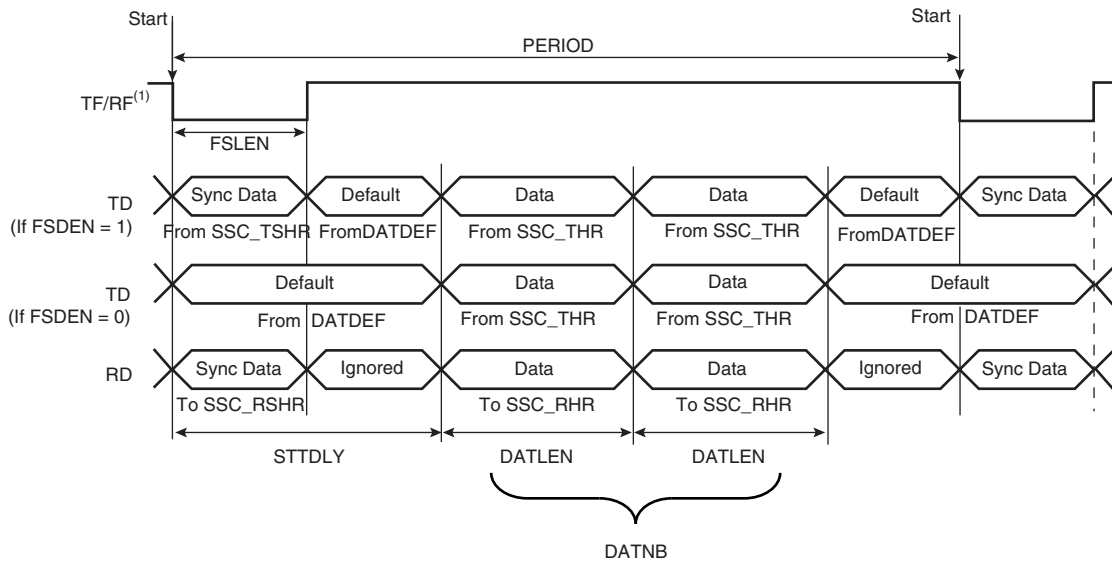 Start Start
PERIOD
TF/RF(1)
FSLEN
TD
(If FSDEN = 1)
Sync Data Default Data Data Default Sync Data
From SSC_TSHR FromDATDEF From SSC_THR From SSC_THR FromDATDEF
TD
(If FSDEN = 0)
Default Data Data Default
From DATDEF From SSC_THR From SSC_THR From DATDEF
RD
Sync Data Ignored Data Data Ignored Sync Data
To SSC_RSHR To SSC_RHR To SSC_RHR
STTDLY DATLEN DATLEN
DATNB